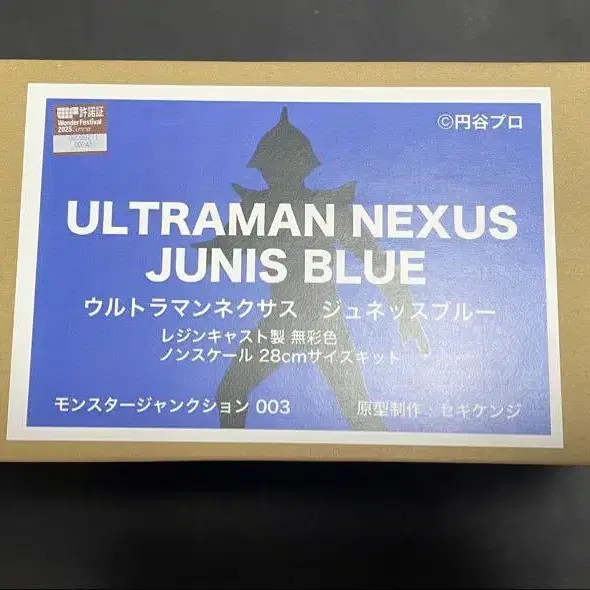 許諾証
Wonder Festival
2025 Summer
©円谷プロ
ULTRAMAN NEXUS
JUNIS BLUE
ウルトラマンネクサス ジュネッスブルー
レジンキャスト製 無彩色
ノンスケール 28cmサイズキット
モンスタージャンクション 003
原型制作：セキケンジ